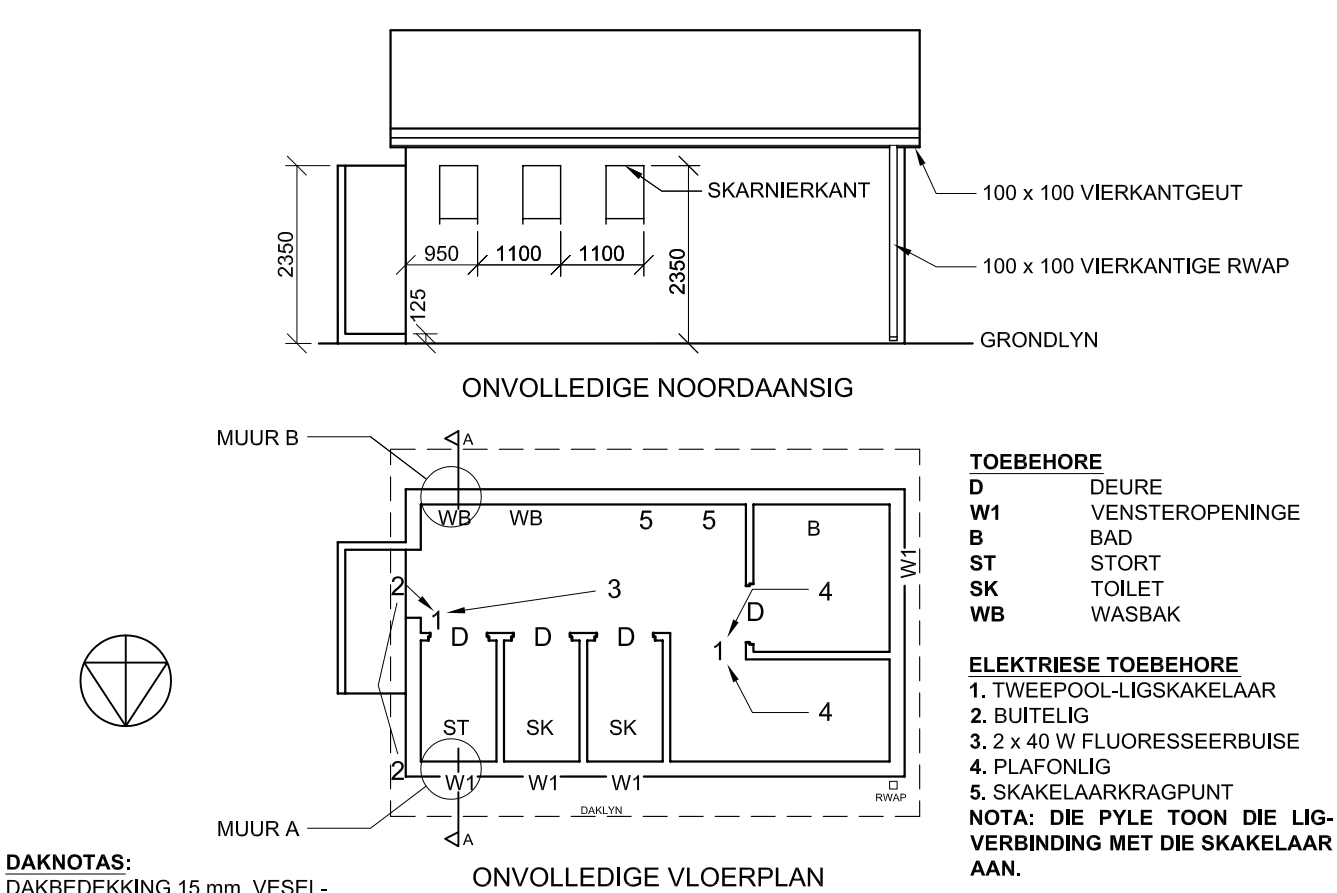 SKARNIERKANT
100 x 100 VIERKANTGEUT
2350
950
1100
1100
2350
125
100 x 100 VIERKANTIGE RWAP
GRONDLYN
ONVOLLEDIGE NOORDAANSIG
MUUR B
A
WB
WB
5
5
B
W1
2
1
3
4
D
D
D
D
1
4
ST
SK
SK
2
W1
W1
W1
RWAP
DAKLYN
MUUR A
A
ONVOLLEDIGE VLOERPLAN
TOEBEHORE
D DEURE
W1 VENSTEROPENINGE
B BAD
ST STORT
SK TOILET
WB WASBAK
ELEKTRIESE TOEBEHORE
1. TWEEPOOL-LIGSKAKELAAR
2. BUITELIG
3. 2 x 40 W FLUORESSEERBUISE
4. PLAFONLIG
5. SKAKELAARKRAGPUNT
NOTA: DIE PYLE TOON DIE LIG-
VERBINDING MET DIE SKAKELAAR
AAN.
DAKNOTAS:
DAKBEDEKKING 15 mm VESEL-